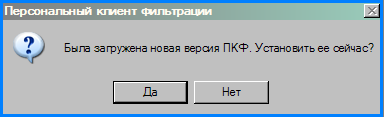 Персональный клиент фильтрации
Была загружена новая версия ПКФ. Установить ее сейчас?
Да
Нет